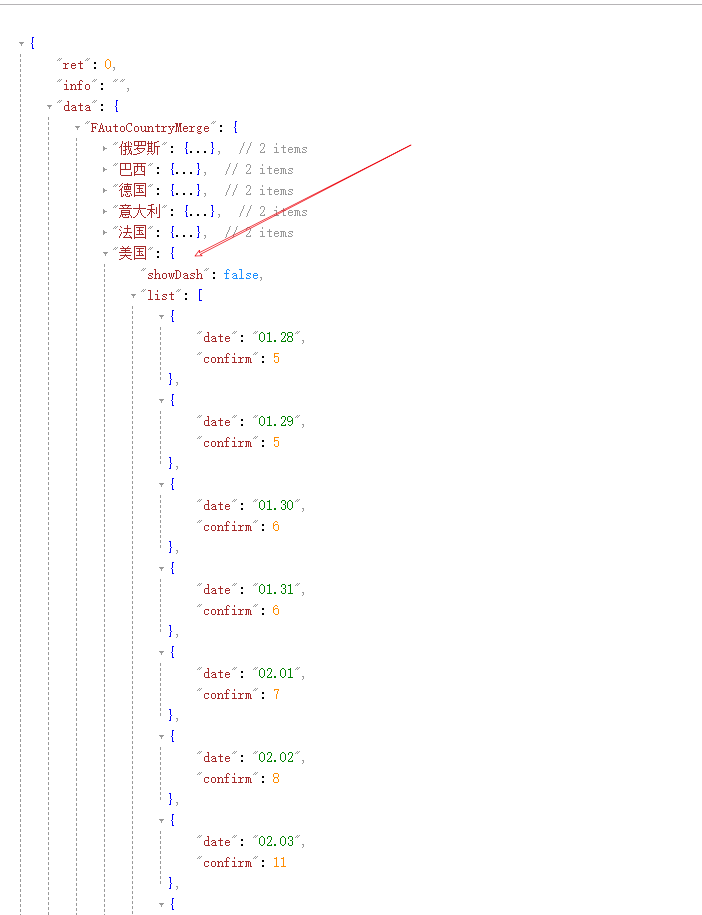 {
"ret": 0,
"info": "",
"data": {
"FAutoCountryMerge": {
"俄罗斯": {...}, // 2 items
"巴西": {...}, // 2 items
"德国": {...}, // 2 items
"意大利": {...}, // 2 items
"法国": {...}, // 2 items
"美国": {
"showDash": false,
"list": [
{
"date": "01.28",
"confirm": 5
},
{
"date": "01.29",
"confirm": 5
},
{
"date": "01.30",
"confirm": 6
},
{
"date": "01.31",
"confirm": 6
},
{
"date": "02.01",
"confirm": 7
},
{
"date": "02.02",
"confirm": 8
},
{
"date": "02.03",
"confirm": 11
},
{